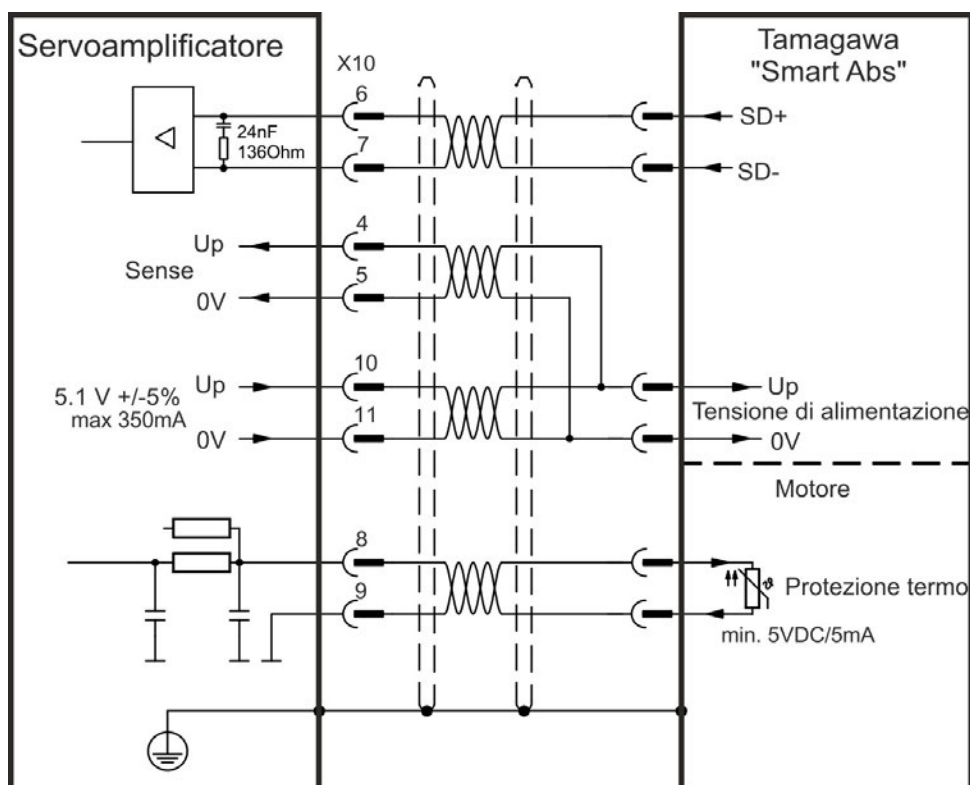 Servoamplificatore
X10
Tamagawa
"Smart Abs"
6
SD+
24nF
136Ohm
7
SD-
4
Up
Sense
5
0V
10
5.1 V +/-5%
max 350mA
Up
Up
Tensione di alimentazione
11
0V
0V
Motore
8
9
Protezione termo
min. 5VDC/5mA